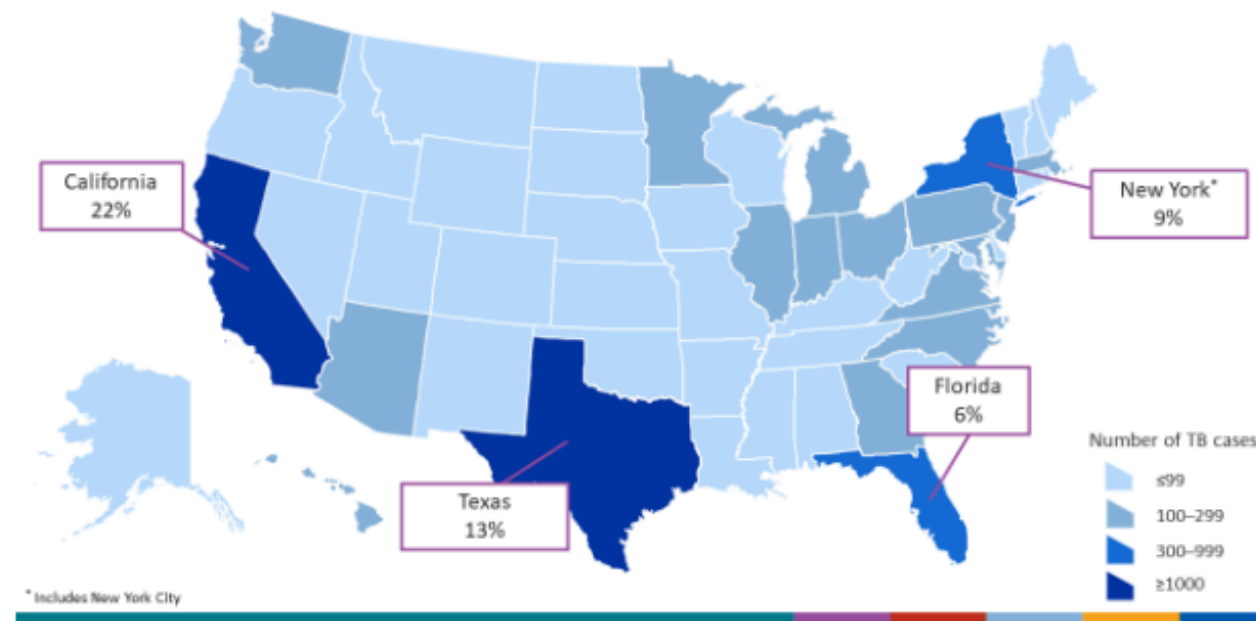 California
22%
New York*
9%
Florida
6%
Texas
13%
Number of TB cases
≤99
100–299
300–999
≥1000
* Includes New York City